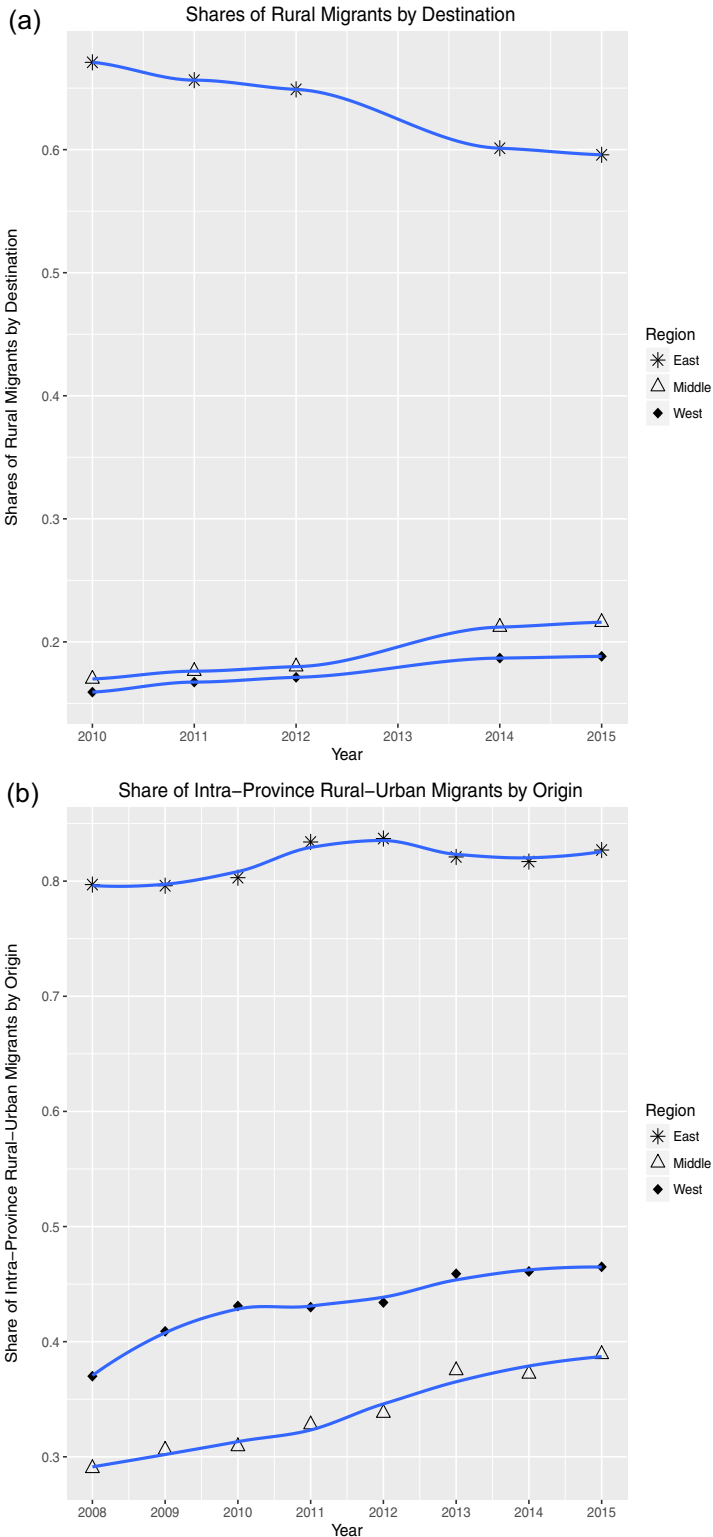 (a)
Shares of Rural Migrants by Destination
Shares of Rural Migrants by Destination
0.6
0.5
0.4
0.3
0.2
2010 2011 2012 2013 2014 2015
Year
Region
East
Middle
West
(b)
Share of Intra−Province Rural−Urban Migrants by Origin
Share of Intra−Province Rural−Urban Migrants by Origin
0.8
0.7
0.6
0.5
0.4
0.3
2008 2009 2010 2011 2012 2013 2014 2015
Year
Region
East
Middle
West